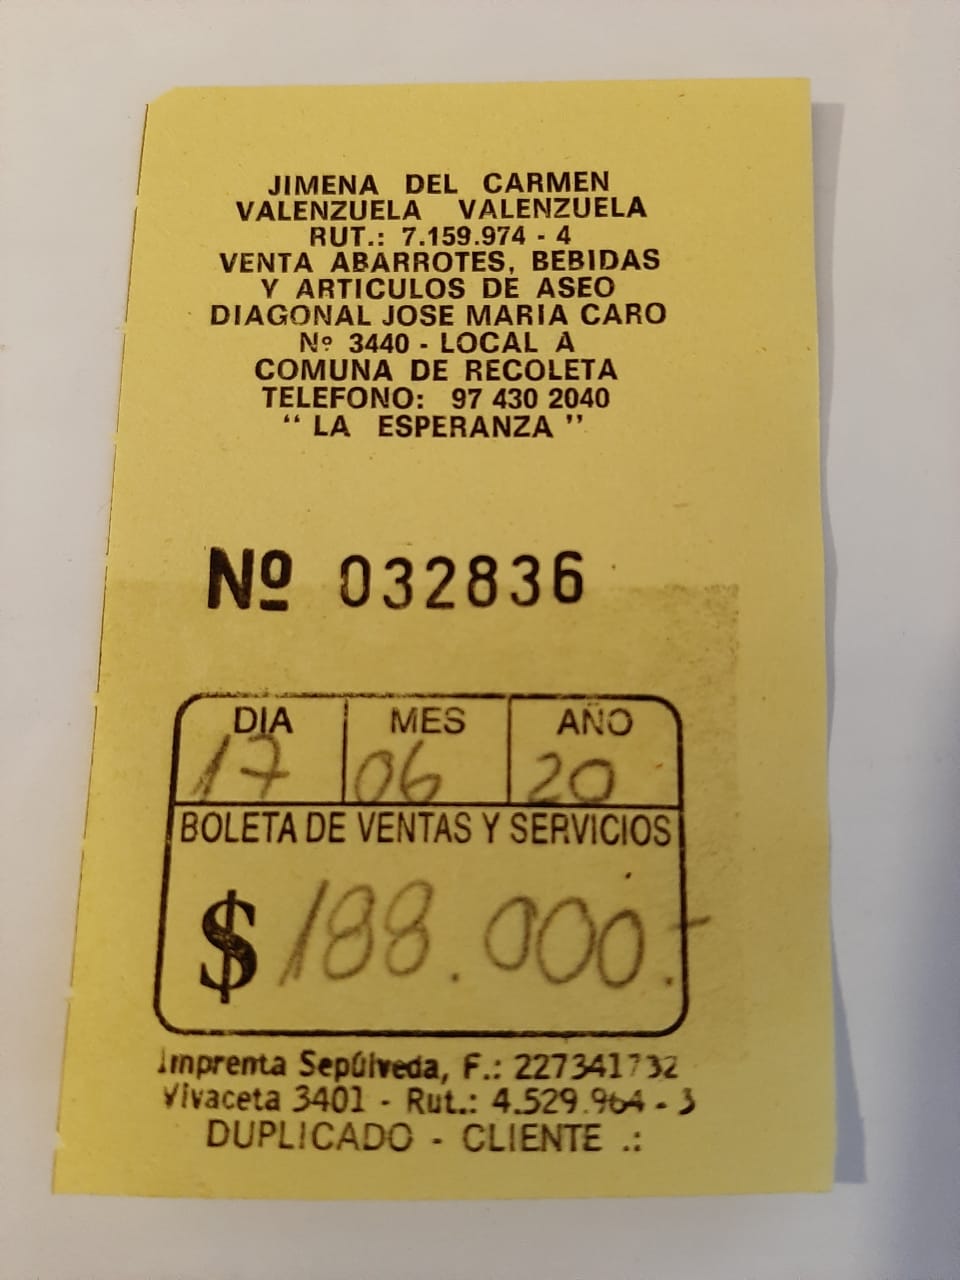 JIMENA DEL CARMEN
VALENZUELA VALENZUELA
RUT.: 7.159.974 - 4
VENTA ABARROTES, BEBIDAS
Y ARTICULOS DE ASEO
DIAGONAL JOSE MARIA CARO
Nº 3440 - LOCAL A
COMUNA DE RECOLETA
TELEFONO: 97 430 2040
“ LA ESPERANZA ”
Nº 032836
DIA MES AÑO
17 06 20
BOLETA DE VENTAS Y SERVICIOS
$ 188.000.-
Imprenta Sepúlveda, F.: 227341732
Vivaceta 3401 - Rut.: 4.529.964 - 3
DUPLICADO - CLIENTE .: